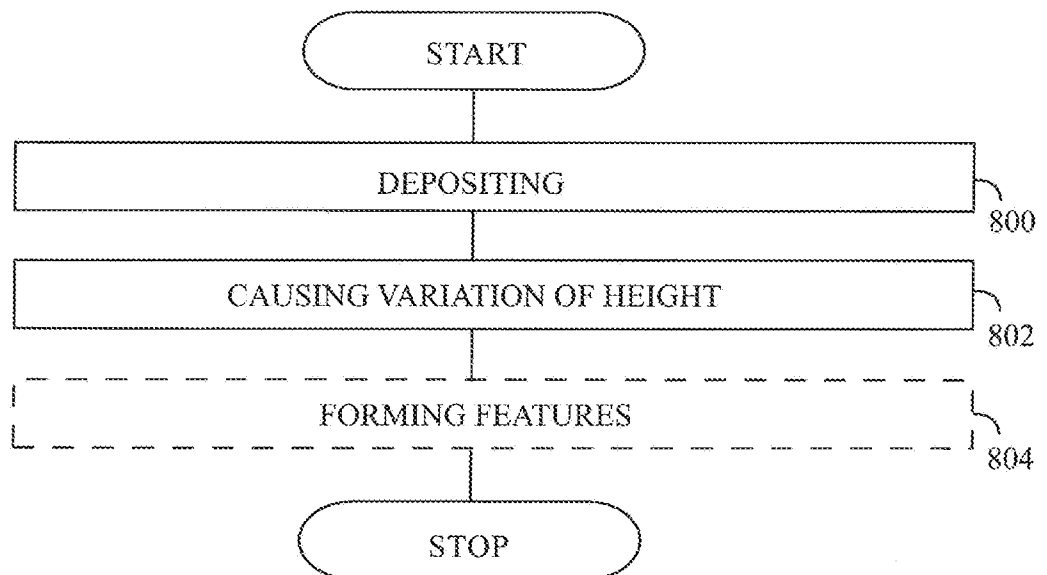 START
DEPOSITING
800
CAUSING VARIATION OF HEIGHT
802
FORMING FEATURES
804
STOP